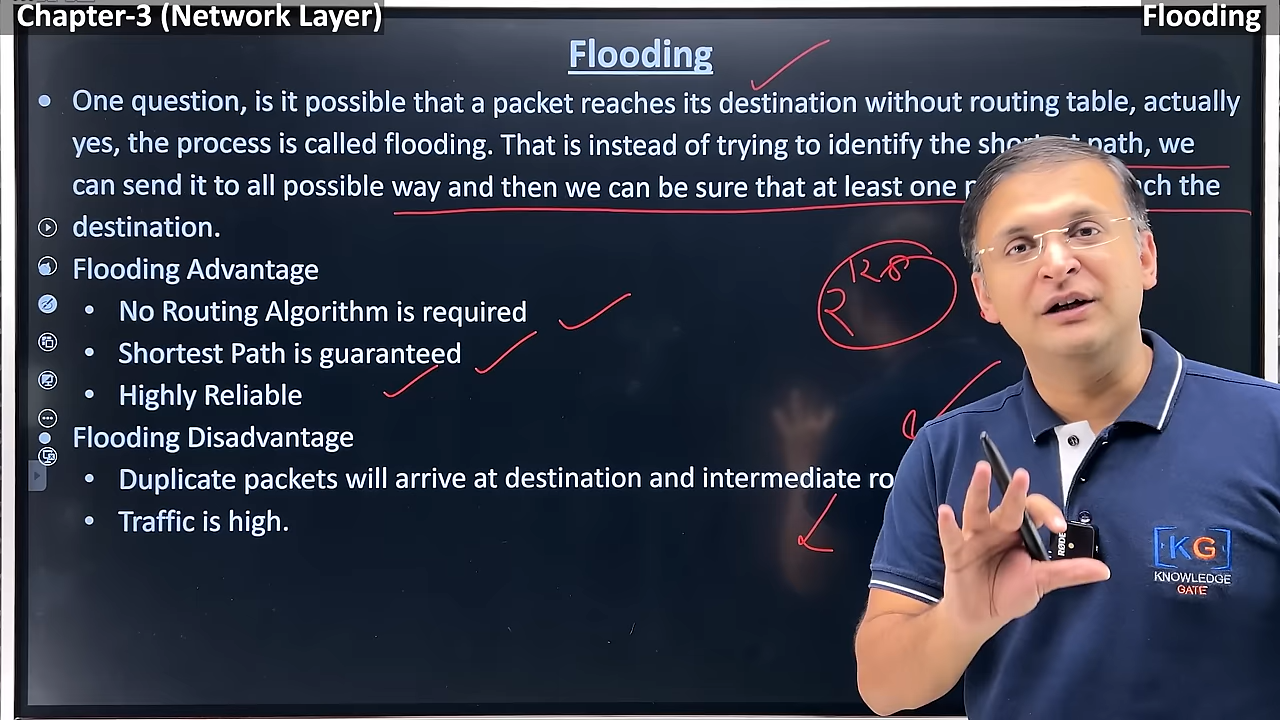 Chapter-3 (Network Layer)
Flooding
Flooding
One question, is it possible that a packet reaches its destination without routing table, actually
yes, the process is called flooding. That is instead of trying to identify the path, we
can send it to all possible way and then we can be sure that at least one the
destination.
Flooding Advantage
No Routing Algorithm is required
Shortest Path is guaranteed
Highly Reliable
2^128
Flooding Disadvantage
Duplicate packets will arrive at destination and intermediate
Traffic is high.
RØDE
KG
KNOWLEDGE
GATE